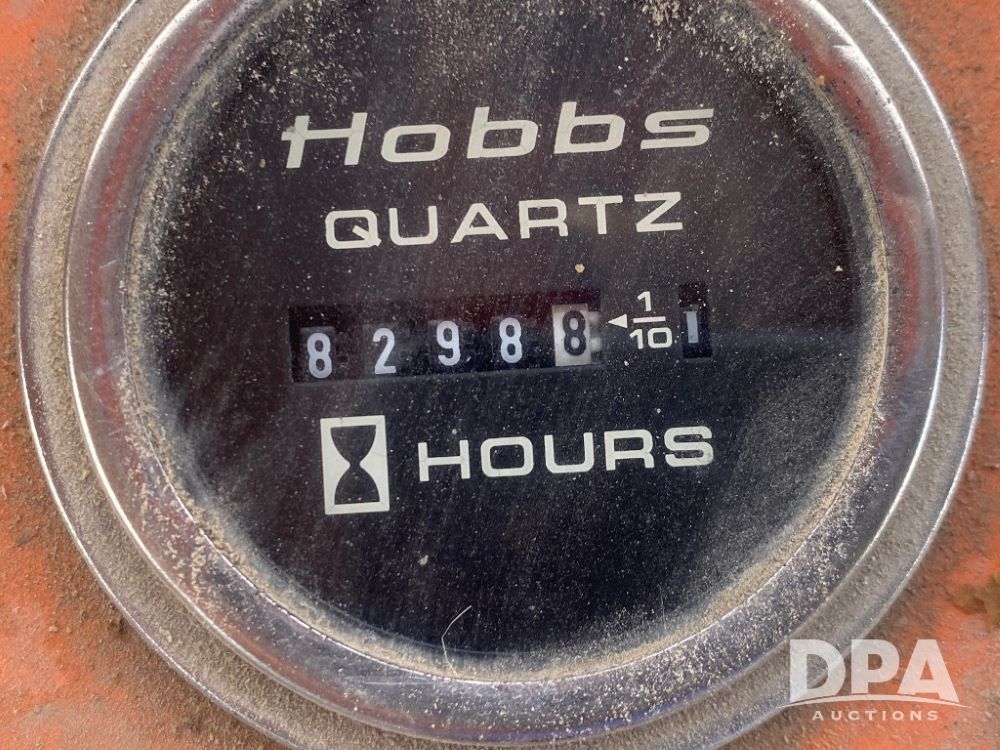 Hobbs
QUARTZ
82988 ◄ 1/10
HOURS
DPA
AUCTIONS